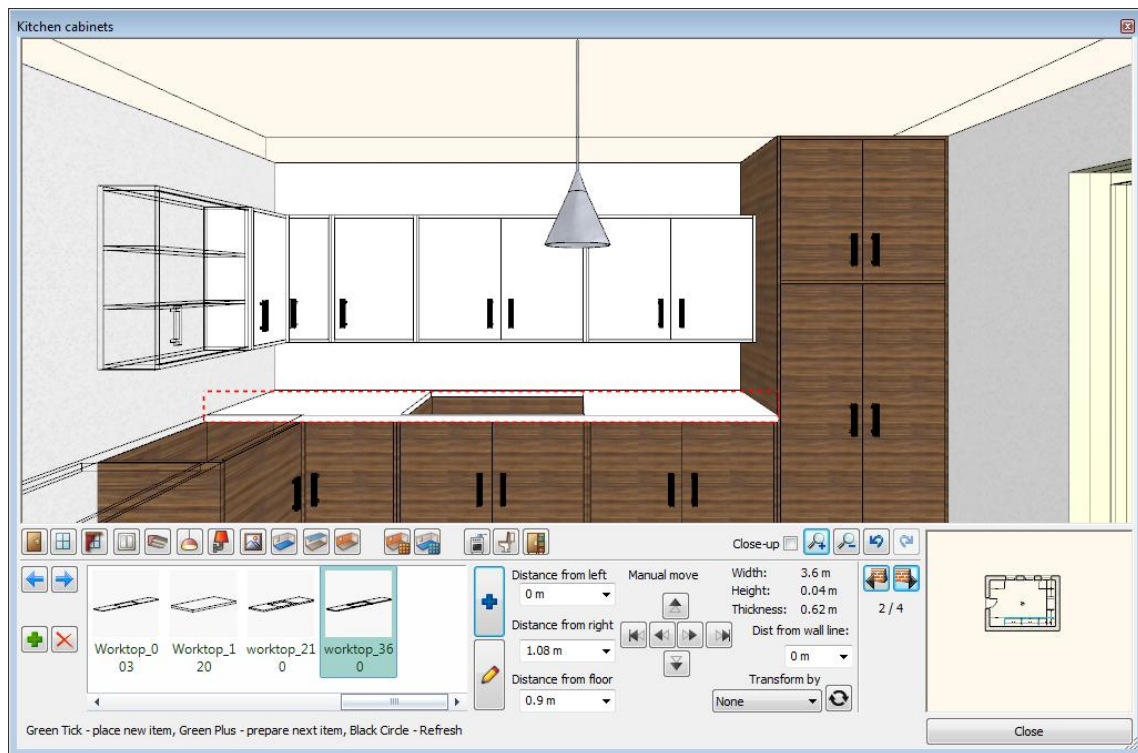 Kitchen cabinets
Close-up
Worktop_0
03
Worktop_1
20
worktop_21
0
worktop_36
0
Distance from left
0 m
Distance from right
1.08 m
Distance from floor
0.9 m
Manual move
Width: 3.6 m
Height: 0.04 m
Thickness: 0.62 m
Dist from wall line:
0 m
Transform by
None
2 / 4
Green Tick - place new item, Green Plus - prepare next item, Black Circle - Refresh
Close